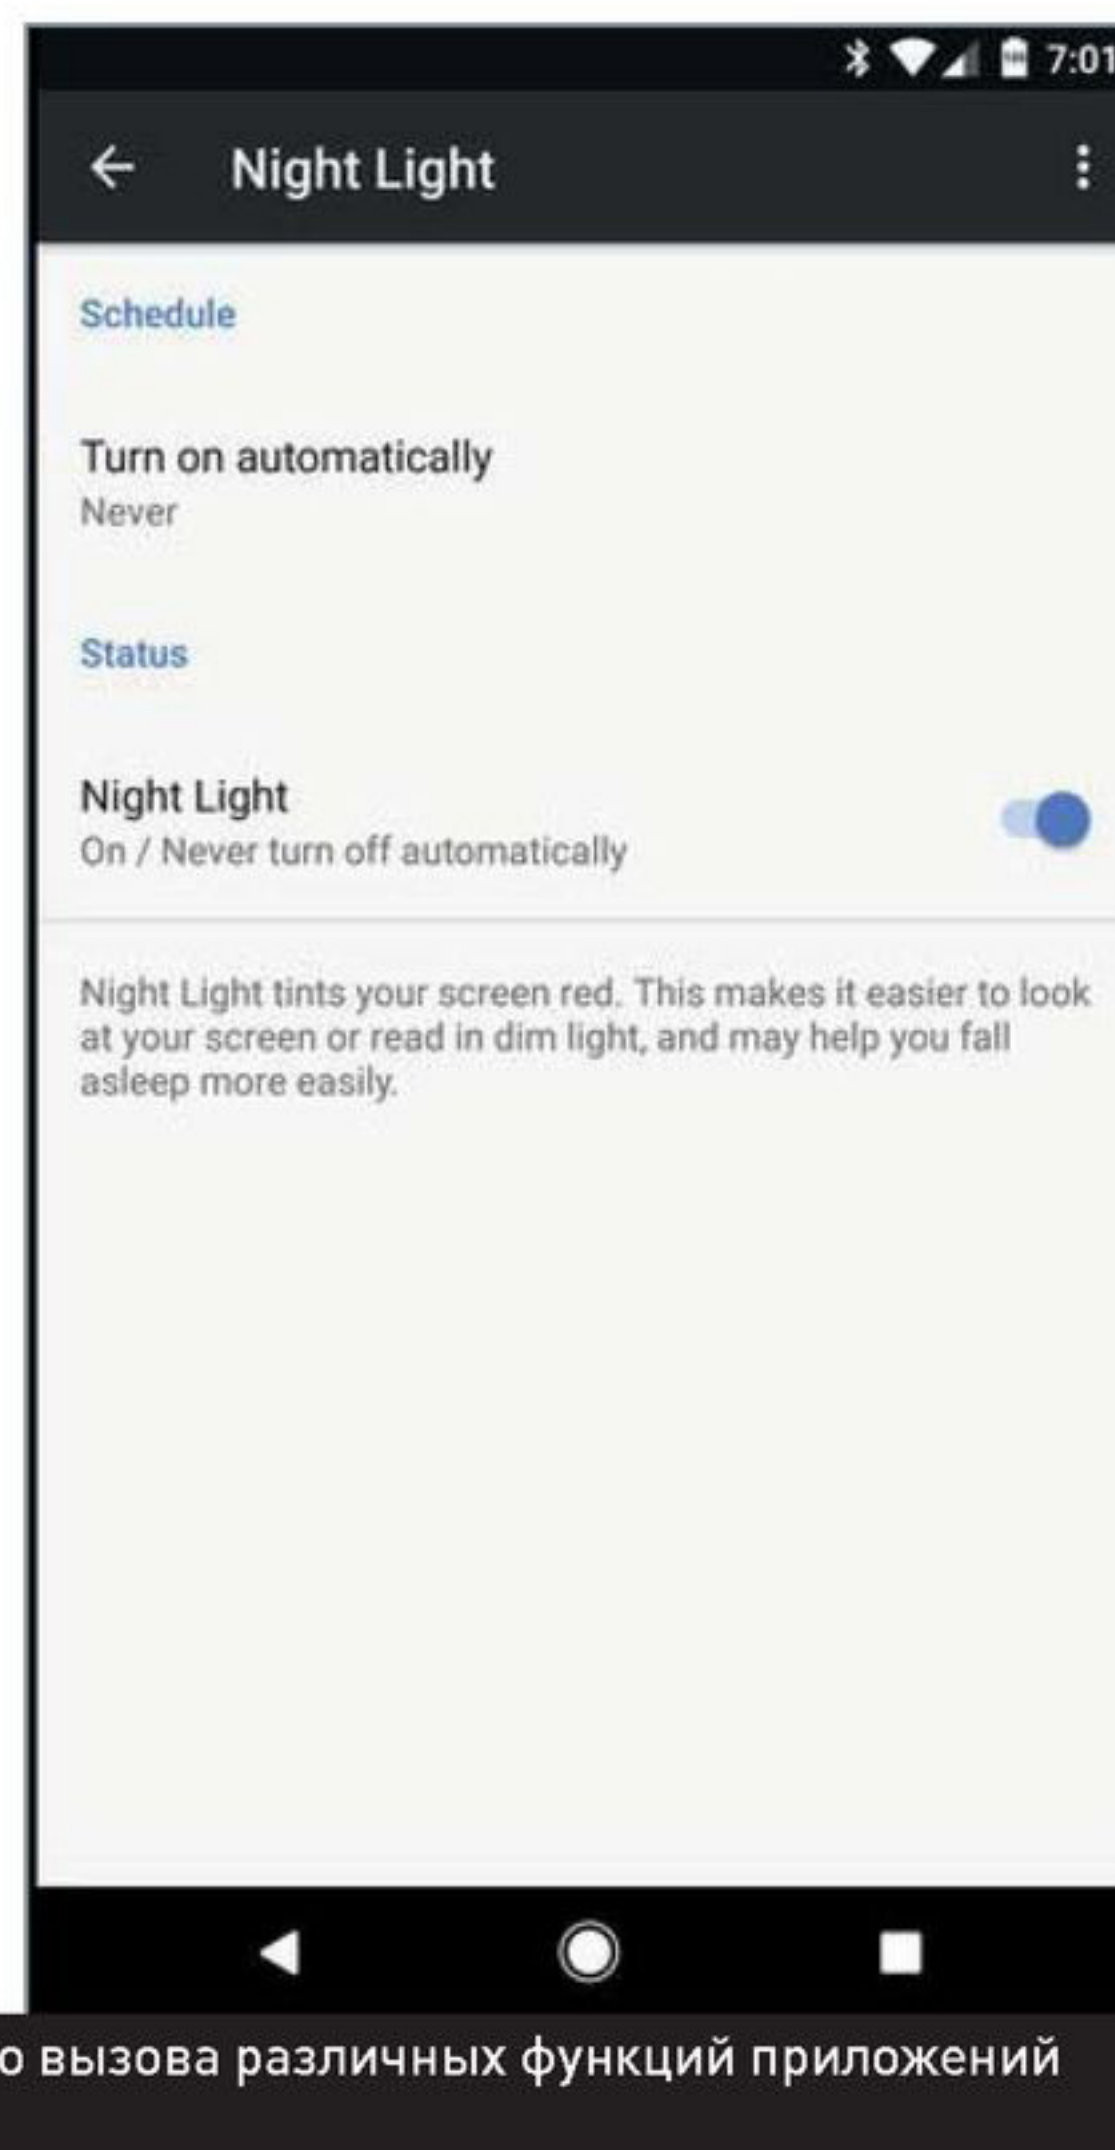 7:01
Night Light
Schedule
Turn on automatically
Never
Status
Night Light
On / Never turn off automatically
Night Light tints your screen red. This makes it easier to look
at your screen or read in dim light, and may help you fall
asleep more easily.
о вызова различных функций приложений